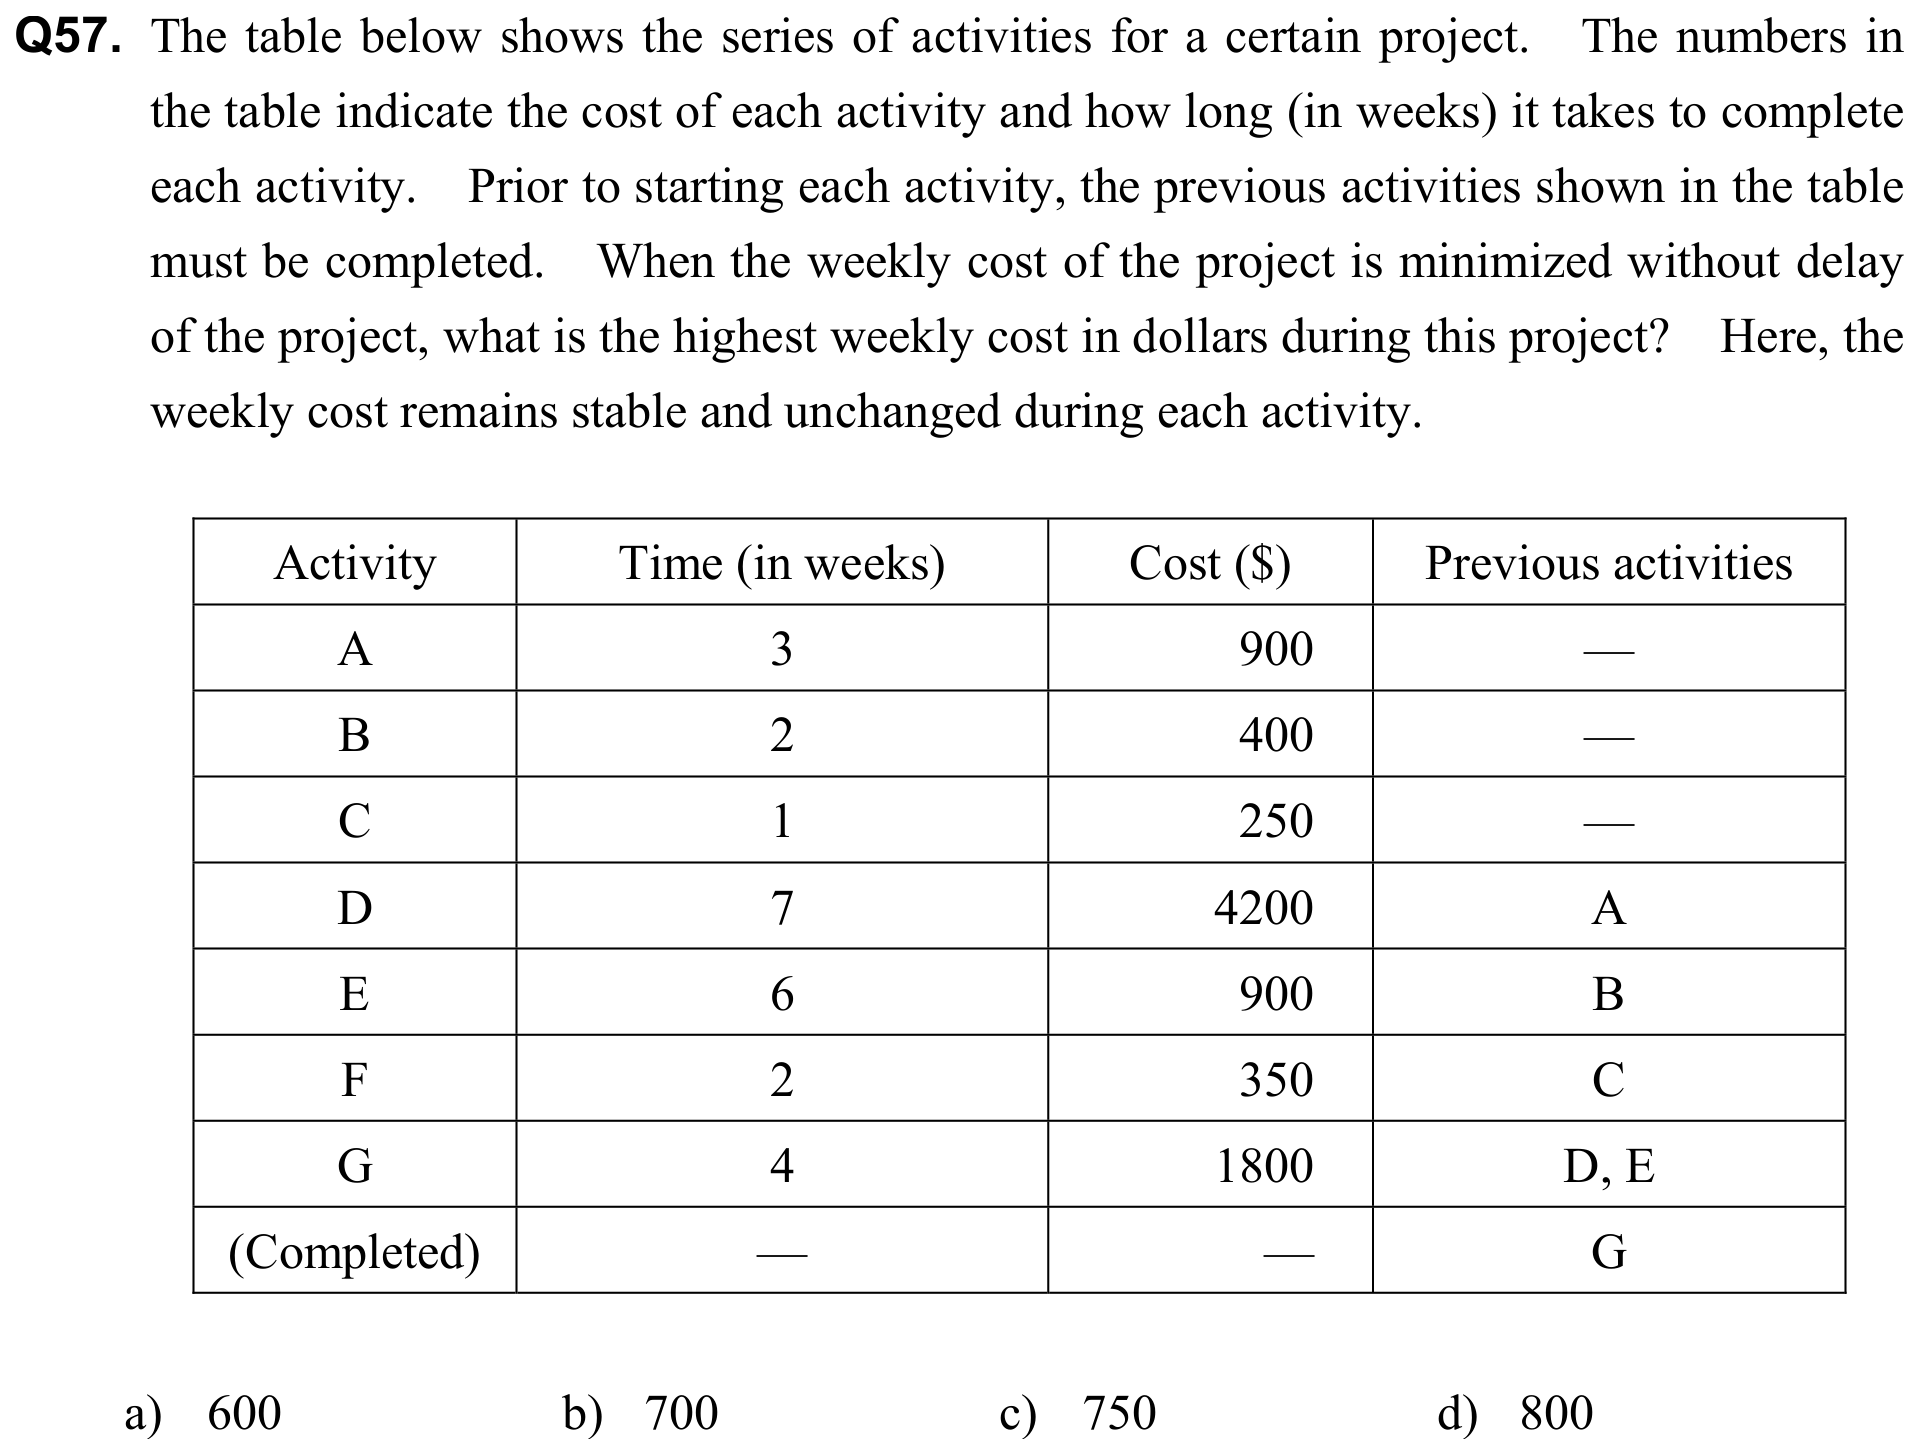 Q57. The table below shows the series of activities for a certain project. The numbers in
the table indicate the cost of each activity and how long (in weeks) it takes to complete
each activity. Prior to starting each activity, the previous activities shown in the table
must be completed. When the weekly cost of the project is minimized without delay
of the project, what is the highest weekly cost in dollars during this project? Here, the
weekly cost remains stable and unchanged during each activity.
Activity Time (in weeks) Cost ($) Previous activities
A 3 900 —
B 2 400 —
C 1 250 —
D 7 4200 A
E 6 900 B
F 2 350 C
G 4 1800 D, E
(Completed) — — G
a) 600 b) 700 c) 750 d) 800